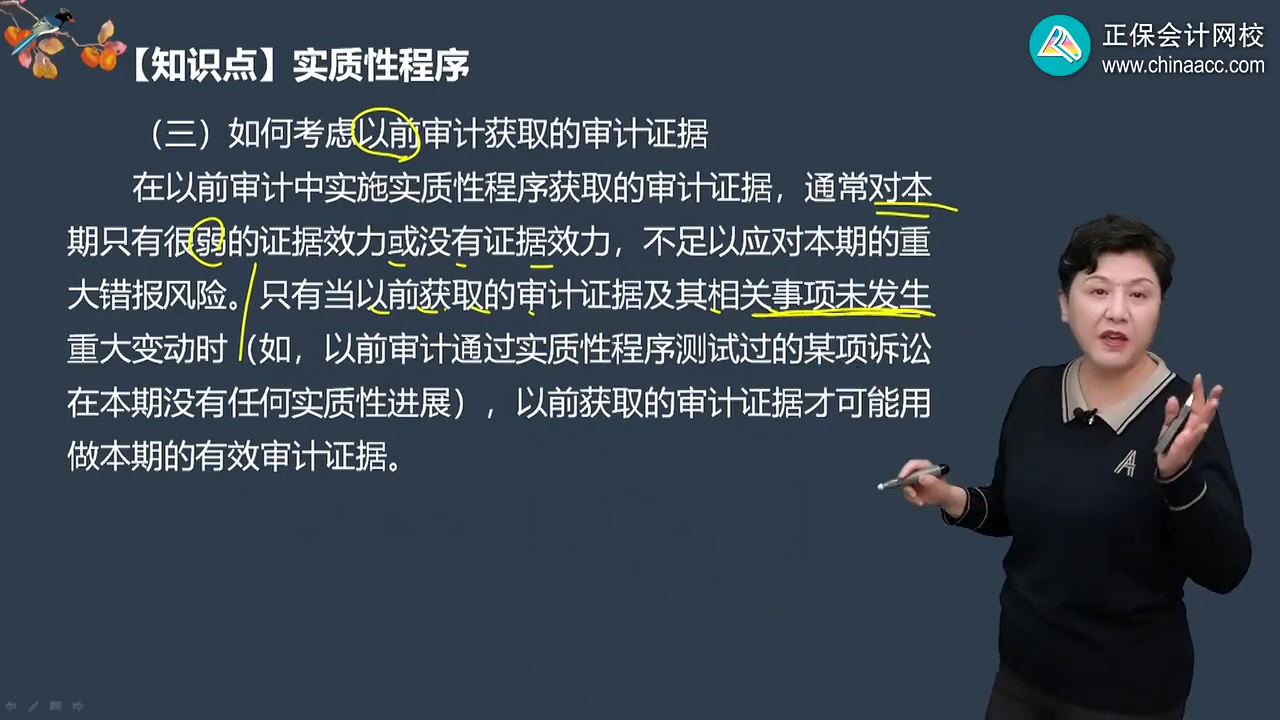 【知识点】实质性程序
正保会计网校
www.chinaacc.com
（三）如何考虑以前审计获取的审计证据
在以前审计中实施实质性程序获取的审计证据，通常对本
期只有很弱的证据效力或没有证据效力，不足以应对本期的重
大错报风险。只有当以前获取的审计证据及其相关事项未发生
重大变动时（如，以前审计通过实质性程序测试过的某项诉讼
在本期没有任何实质性进展），以前获取的审计证据才可能用
做本期的有效审计证据。
A